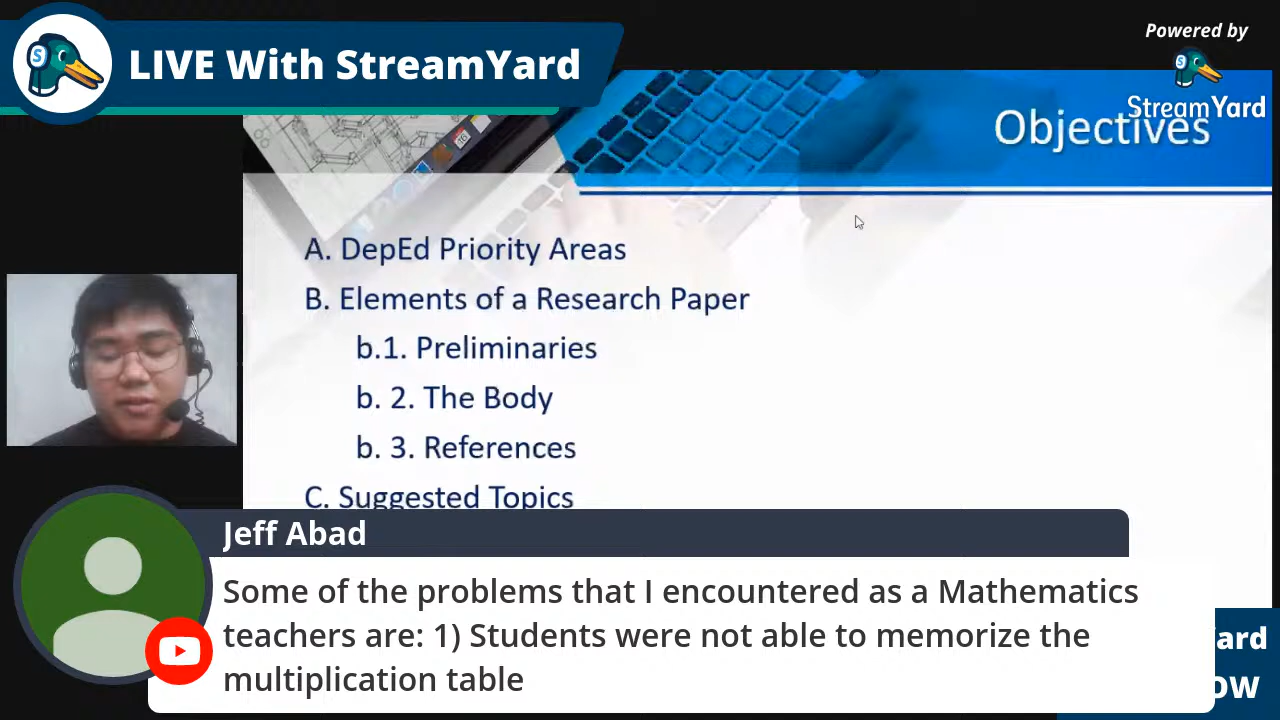 LIVE With StreamYard
Powered by
StreamYard
Objectives
A. DepEd Priority Areas
B. Elements of a Research Paper
b.1. Preliminaries
b. 2. The Body
b. 3. References
C. Suggested Topics
Jeff Abad
Some of the problems that I encountered as a Mathematics
teachers are: 1) Students were not able to memorize the
multiplication table
ard
OW